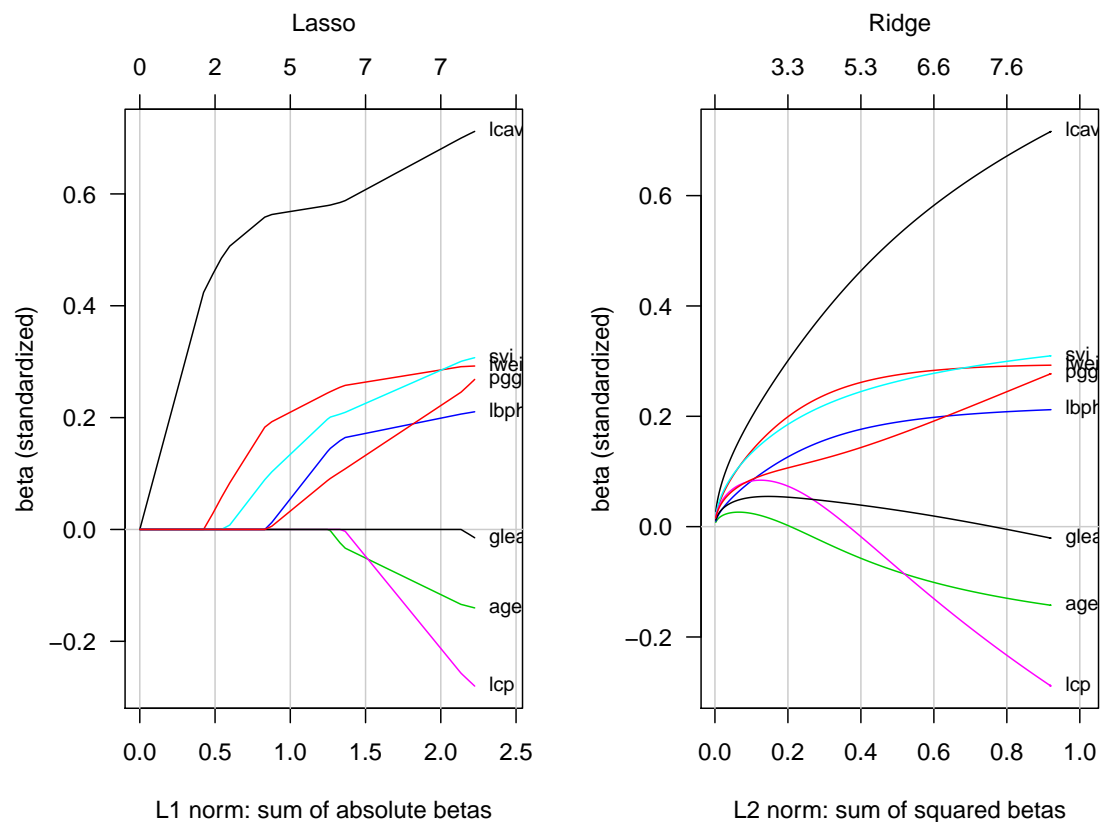 Lasso
0 2 5 7 7
beta (standardized)
0.6
0.4
0.2
0.0
−0.2
lcav
svi
lwei
pgg
lbph
glea
age
lcp
0.0 0.5 1.0 1.5 2.0 2.5
L1 norm: sum of absolute betas
Ridge
3.3 5.3 6.6 7.6
beta (standardized)
0.6
0.4
0.2
0.0
−0.2
lcav
svi
lwei
pgg
lbph
glea
age
lcp
0.0 0.2 0.4 0.6 0.8 1.0
L2 norm: sum of squared betas